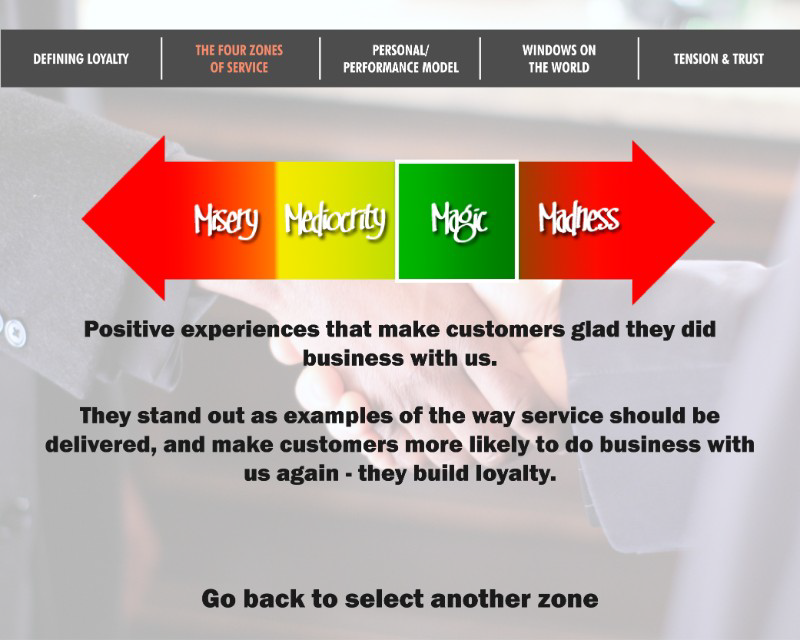 DEFINING LOYALTY
THE FOUR ZONES
OF SERVICE
PERSONAL/
PERFORMANCE MODEL
WINDOWS ON
THE WORLD
TENSION & TRUST
Misery Mediocrity Magic Madness
Positive experiences that make customers glad they did
business with us.
They stand out as examples of the way service should be
delivered, and make customers more likely to do business with
us again - they build loyalty.
Go back to select another zone